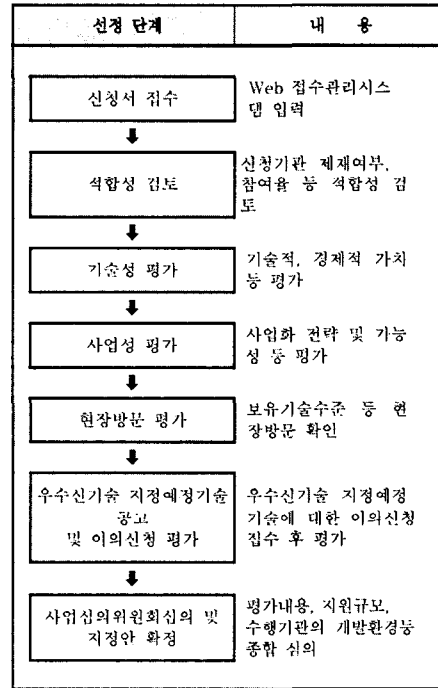 선정 단계
내 용
신청서 접수
Web 접수관리시스
템 입력
적합성 검토
신청기관 제재여부,
참여율 등 적합성 검
토
기술성 평가
기술적, 경제적 가치
등 평가
사업성 평가
사업화 전략 및 가능
성 등 평가
현장방문 평가
보유기술수준 등 현
장방문 확인
우수신기술 지정예정기술
공고
및 이의신청 평가
우수신기술 지정예정
기술에 대한 이의신청
접수 후 평가
사업심의위원회심의 및
지정안 확정
평가내용, 지원규모,
수행기관의 개발환경등
종합 심의